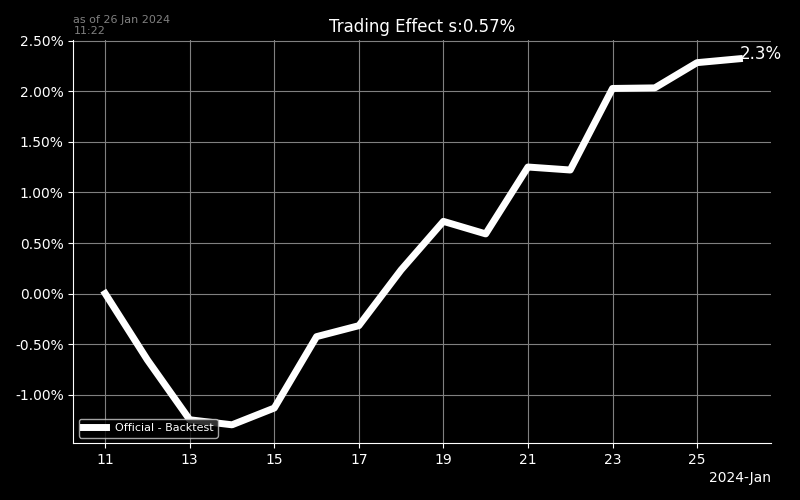 as of 26 Jan 2024
11:22
Trading Effect s:0.57%
2.50%
2.00%
1.50%
1.00%
0.50%
0.00%
-0.50%
-1.00%
2.3%
Official - Backtest
11 13 15 17 19 21 23 25
2024-Jan